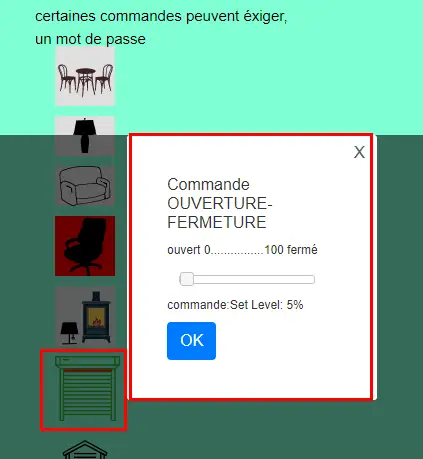 certaines commandes peuvent éxiger,
un mot de passe
X
Commande
OUVERTURE-
FERMETURE
ouvert 0................100 fermé
commande:Set Level: 5%
OK